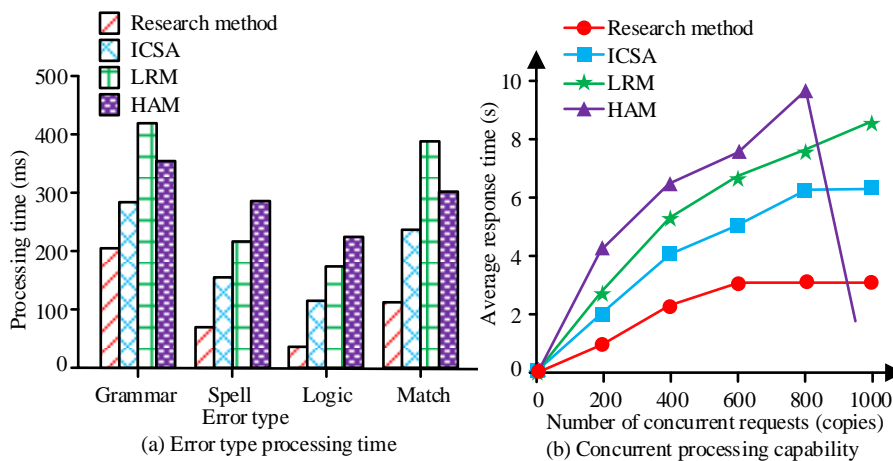 Research method
ICSA
LRM
HAM
500
400
300
200
100
0
Processing time (ms)
Grammar Spell Logic Match
Error type
(a) Error type processing time
Research method
ICSA
LRM
HAM
10
8
6
4
2
0
Average response time (s)
0 200 400 600 800 1000
Number of concurrent requests (copies)
(b) Concurrent processing capability